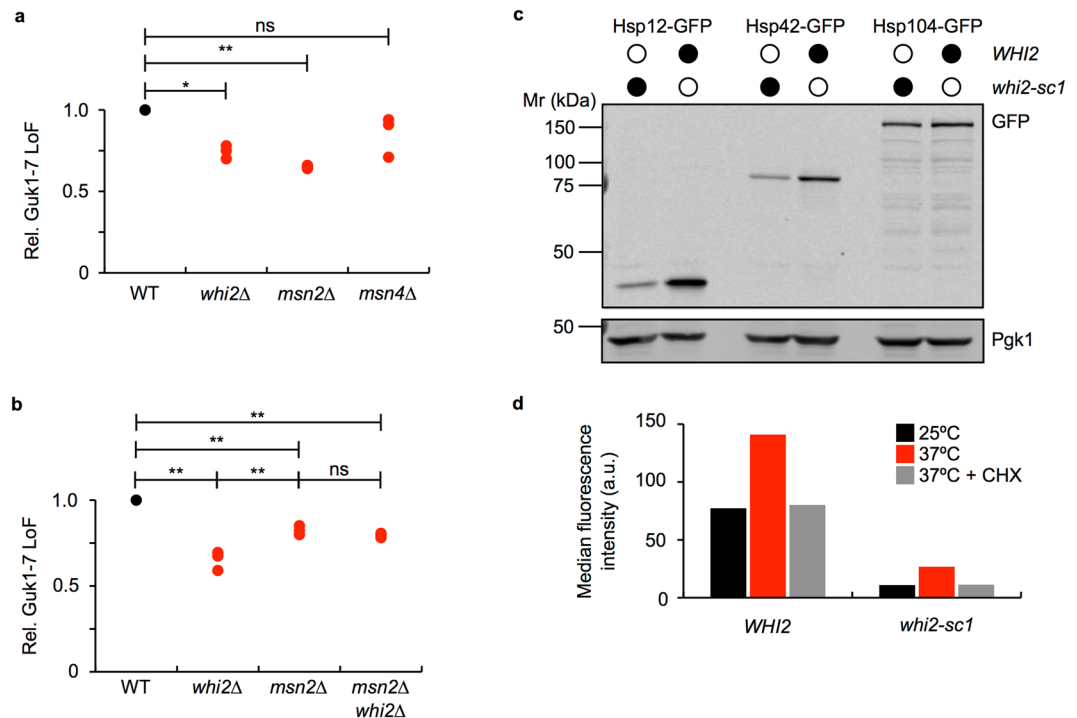 a
ns
**
*
1.0
0.5
0
Rel. Guk1-7 LoF
WT
whi2Δ
msn2Δ
msn4Δ
b
**
**
**
**
ns
1.0
0.5
0
Rel. Guk1-7 LoF
WT
whi2Δ
msn2Δ
msn2Δ whi2Δ
c
Hsp12-GFP Hsp42-GFP Hsp104-GFP
WHI2
whi2-sc1
Mr (kDa)
150
100
75
50
GFP
50
Pgk1
d
150
100
50
0
Median fluorescence
intensity (a.u.)
25ºC
37ºC
37ºC + CHX
WHI2
whi2-sc1